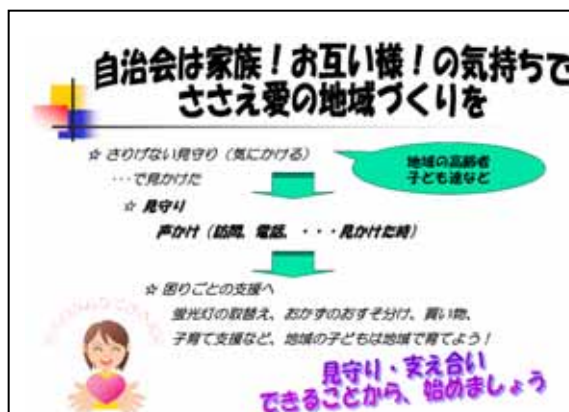 自治会は家族!お互い様!の気持ちで
ささえ愛の地域づくりを
☆ さりげない見守り(気にかける)
・・・で見かけた
地域の高齢者
子ども達など
☆ 見守り
声かけ(訪問、電話、・・・見かけた時)
☆ 困りごとの支援へ
蛍光灯の取替え、おかずのおすそ分け、買い物、
子育て支援など、地域の子どもは地域で育てよう!
見守り・支え合い
できることから、始めましょう